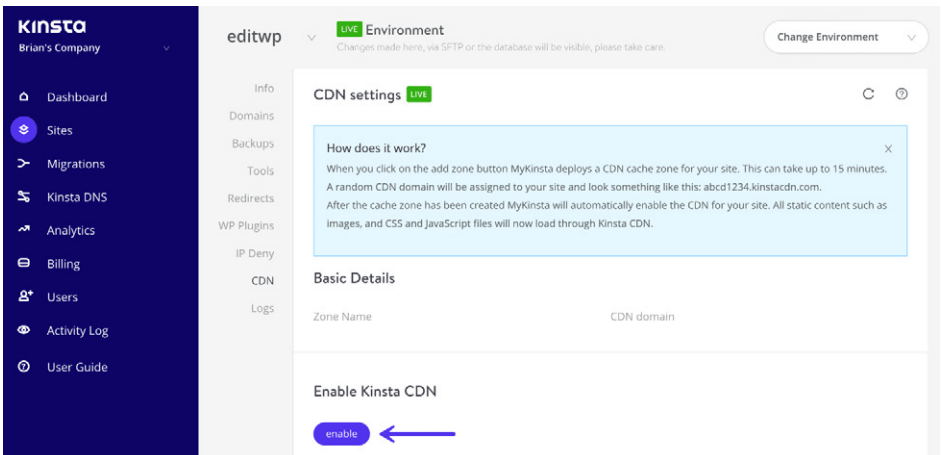 KINSTA
Brian's Company
Dashboard
Sites
Migrations
Kinsta DNS
Analytics
Billing
Users
Activity Log
User Guide
editwp
LIVE Environment
Changes made here, via SFTP or the database will be visible, please take care.
Change Environment
Info
Domains
Backups
Tools
Redirects
WP Plugins
IP Deny
CDN
Logs
CDN settings LIVE
How does it work?
When you click on the add zone button MyKinsta deploys a CDN cache zone for your site. This can take up to 15 minutes.
A random CDN domain will be assigned to your site and look something like this: abcd1234.kinstacdn.com.
After the cache zone has been created MyKinsta will automatically enable the CDN for your site. All static content such as
images, and CSS and JavaScript files will now load through Kinsta CDN.
Basic Details
Zone Name
CDN domain
Enable Kinsta CDN
enable